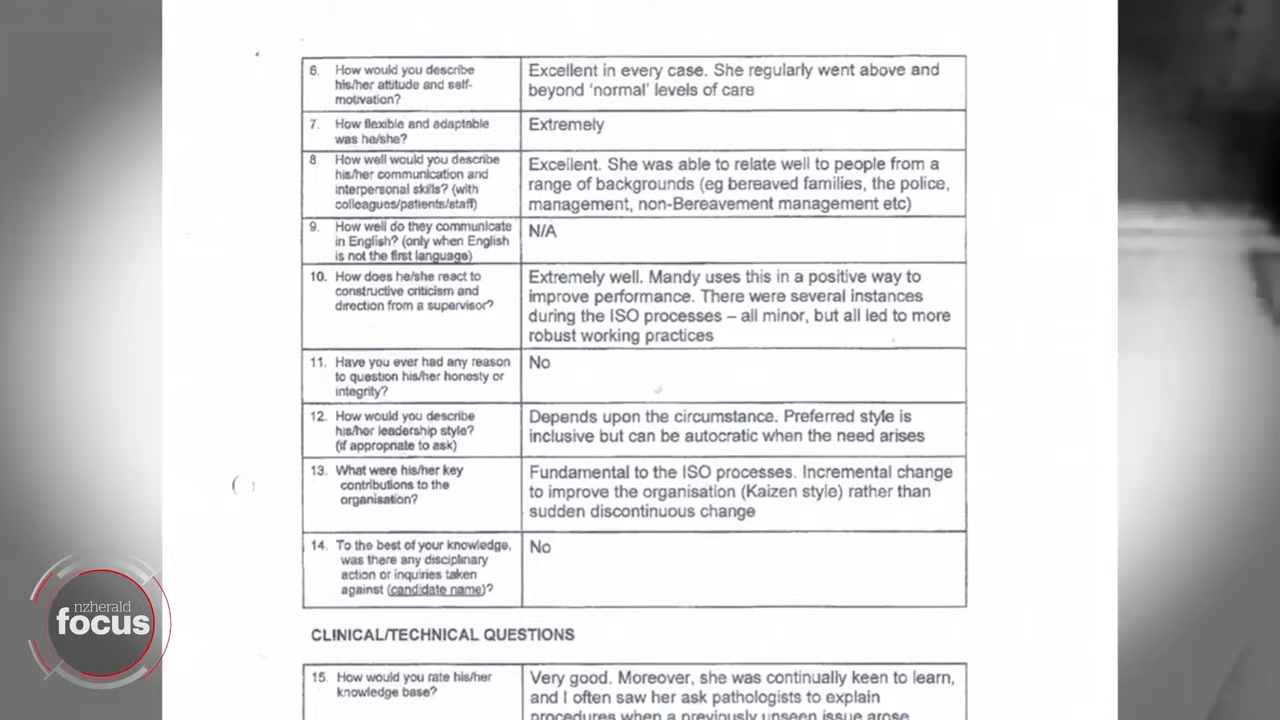 6. How would you describe
his/her attitude and self-
motivation?
Excellent in every case. She regularly went above and
beyond ‘normal’ levels of care
7. How flexible and adaptable
was he/she?
Extremely
8. How well would you describe
his/her communication and
interpersonal skills? (with
colleagues/patients/staff)
Excellent. She was able to relate well to people from a
range of backgrounds (eg bereaved families, the police,
management, non-Bereavement management etc)
9. How well do they communicate
in English? (only when English
is not the first language)
N/A
10. How does he/she react to
constructive criticism and
direction from a supervisor?
Extremely well. Mandy uses this in a positive way to
improve performance. There were several instances
during the ISO processes – all minor, but all led to more
robust working practices
11. Have you ever had any reason
to question his/her honesty or
integrity?
No
12. How would you describe
his/her leadership style?
(if appropriate to ask)
Depends upon the circumstance. Preferred style is
inclusive but can be autocratic when the need arises
13. What were his/her key
contributions to the
organisation?
Fundamental to the ISO processes. Incremental change
to improve the organisation (Kaizen style) rather than
sudden discontinuous change
14. To the best of your knowledge,
was there any disciplinary
action or inquiries taken
against (candidate name)?
No
CLINICAL/TECHNICAL QUESTIONS
15. How would you rate his/her
knowledge base?
Very good. Moreover, she was continually keen to learn,
and I often saw her ask pathologists to explain
procedures when a previously unseen issue arose
nzherald
focus